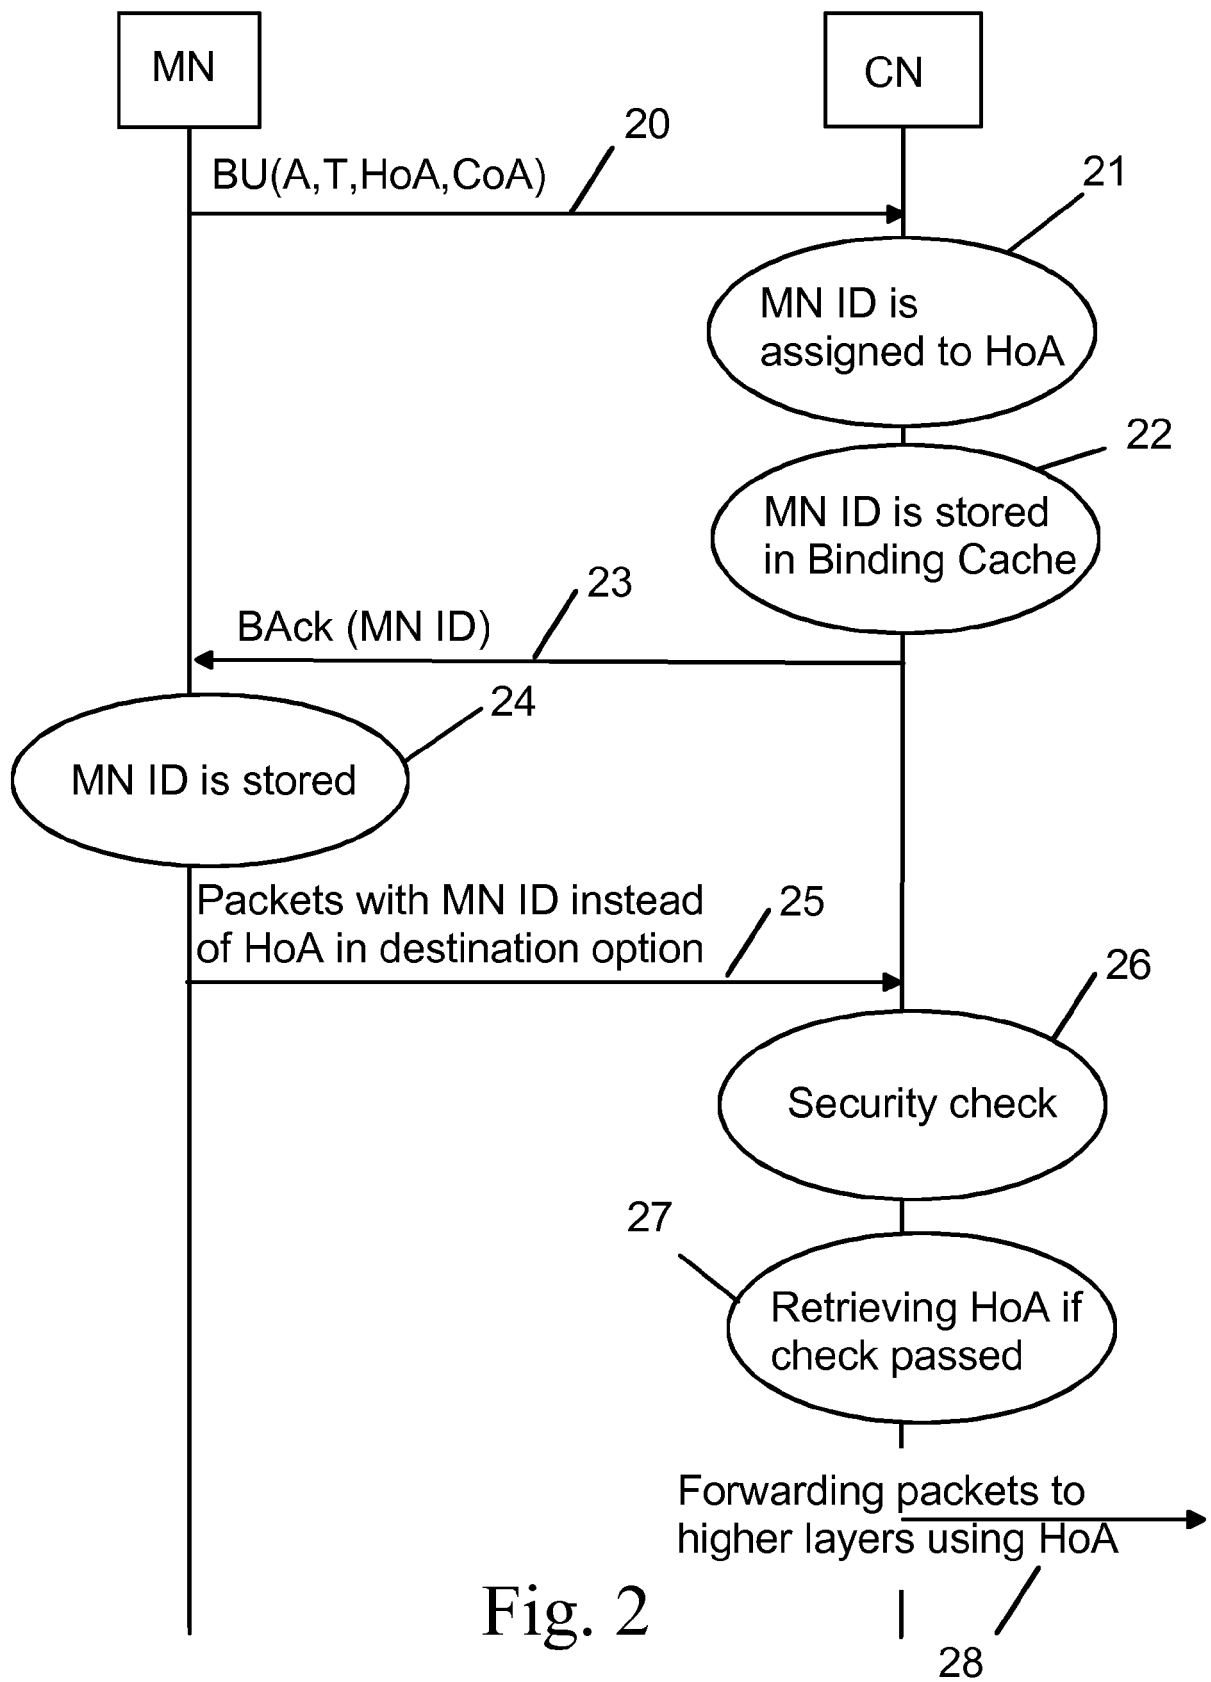 MN
CN
20
BU(A,T,HoA,CoA)
21
MN ID is
assigned to HoA
22
MN ID is stored
in Binding Cache
23
BAck (MN ID)
24
MN ID is stored
Packets with MN ID instead
of HoA in destination option
25
26
Security check
27
Retrieving HoA if
check passed
Forwarding packets to
higher layers using HoA
Fig. 2
28